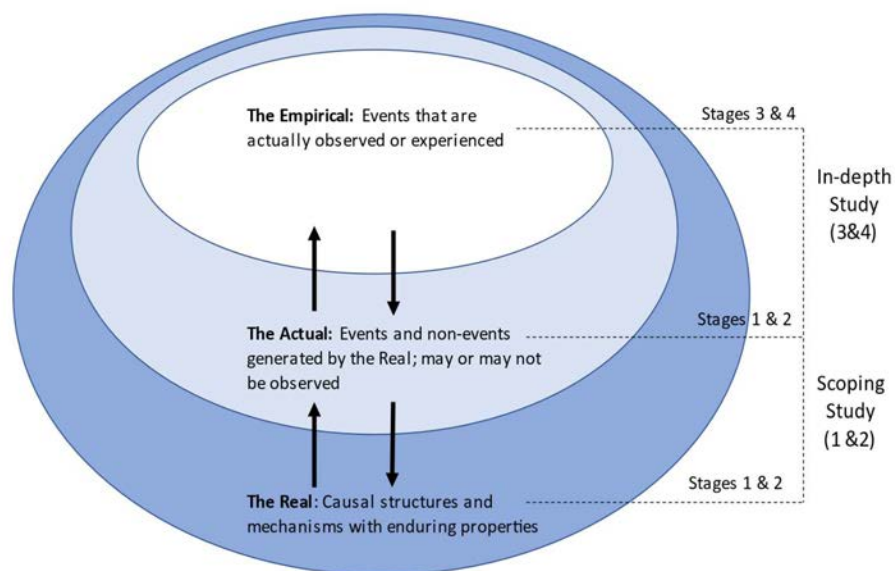 The Empirical: Events that are
actually observed or experienced
Stages 3 & 4
In-depth
Study
(3&4)
The Actual: Events and non-events
generated by the Real; may or may not
be observed
Stages 1 & 2
Scoping
Study
(1 &2)
The Real: Causal structures and
mechanisms with enduring properties
Stages 1 & 2